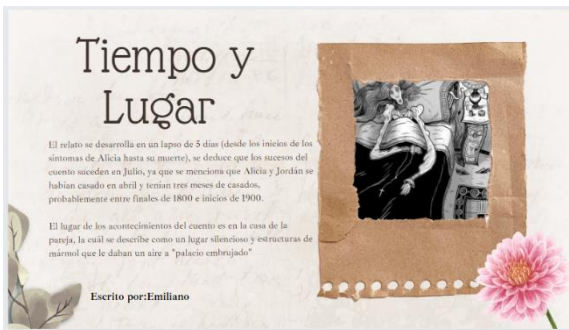 Tiempo y
Lugar
El relato se desarrolla en un lapso de 5 días (desde los inicios de los
síntomas de Alicia hasta su muerte), se deduce que los sucesos del
cuento suceden en Julio, ya que se menciona que Alicia y Jordán se
habían casado en abril y tenían tres meses de casados,
probablemente entre finales de 1800 e inicios de 1900.
El lugar de los acontecimientos del cuento es en la casa de la
pareja, la cuál se describe como un lugar silencioso y estructuras de
mármol que le daban un aire a "palacio embrujado"
Escrito por:Emiliano